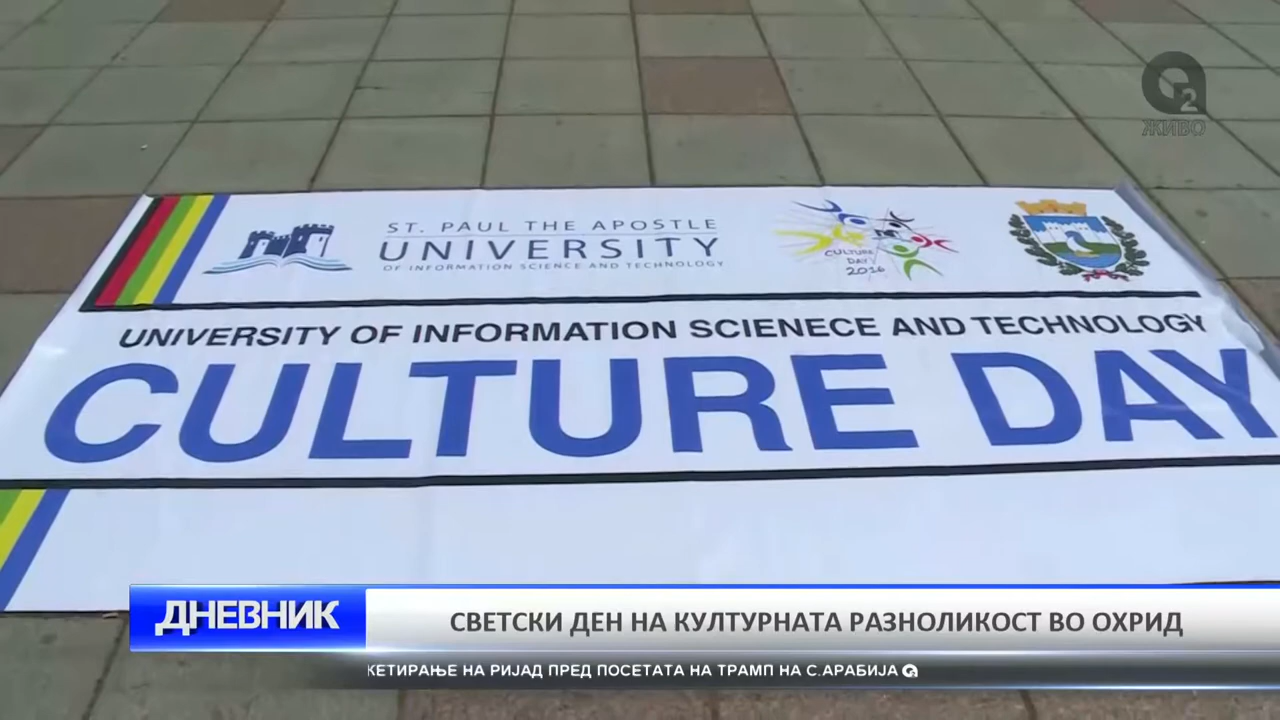 ЖИВО
ST. PAUL THE APOSTLE
UNIVERSITY
OF INFORMATION SCIENCE AND TECHNOLOGY
CULTURE
DAY
2016
UNIVERSITY OF INFORMATION SCIENECE AND TECHNOLOGY
CULTURE DAY
ДНЕВНИК
СВЕТСКИ ДЕН НА КУЛТУРНАТА РАЗНОЛИКОСТ ВО ОХРИД
КЕТИРАЊЕ НА РИЈАД ПРЕД ПОСЕТАТА НА ТРАМП НА С.АРАБИЈА